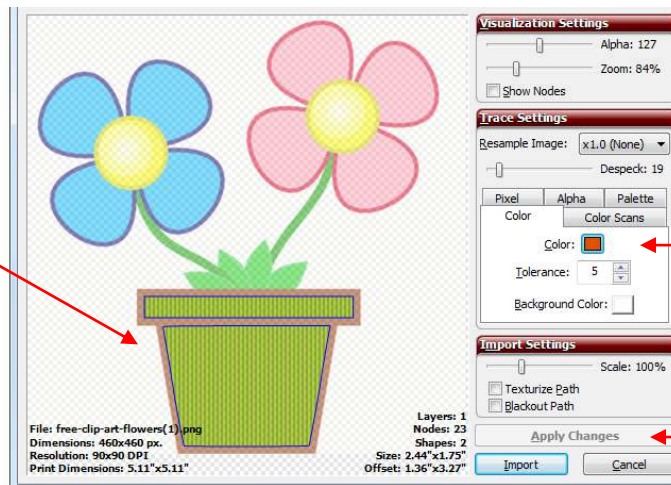 Visualization Settings
Alpha: 127
Zoom: 84%
Show Nodes
Trace Settings
Resample Image: x1.0 (None)
Despeck: 19
Pixel Alpha Palette
Color Color Scans
Color:
Tolerance: 5
Background Color:
Import Settings
Scale: 100%
Texturize Path
Blackout Path
Apply Changes
Import Cancel
File: free-clip-art-flowers(1).png
Dimensions: 460x460 px.
Resolution: 90x90 DPI
Print Dimensions: 5.11"x5.11"
Layers: 1
Nodes: 23
Shapes: 2
Size: 2.44"x1.75"
Offset: 1.36"x3.27"